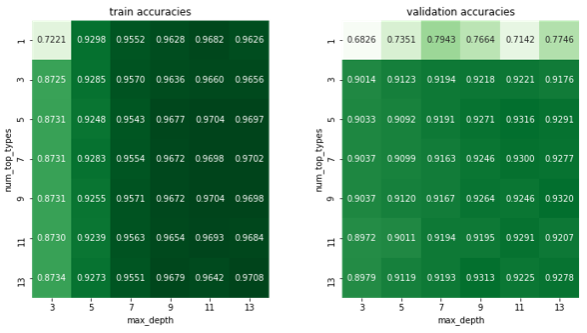 train accuracies
num_top_types
1 0.7221 0.9298 0.9552 0.9628 0.9682 0.9626
3 0.8725 0.9285 0.9570 0.9636 0.9660 0.9656
5 0.8731 0.9248 0.9543 0.9677 0.9704 0.9697
7 0.8731 0.9283 0.9554 0.9672 0.9698 0.9702
9 0.8731 0.9255 0.9571 0.9672 0.9704 0.9698
11 0.8730 0.9239 0.9563 0.9654 0.9693 0.9684
13 0.8734 0.9273 0.9551 0.9679 0.9642 0.9708
3 5 7 9 11 13
max_depth
validation accuracies
num_top_types
1 0.6826 0.7351 0.7943 0.7664 0.7142 0.7746
3 0.9014 0.9123 0.9194 0.9218 0.9221 0.9176
5 0.9033 0.9092 0.9191 0.9271 0.9316 0.9291
7 0.9037 0.9099 0.9163 0.9246 0.9300 0.9277
9 0.9037 0.9120 0.9167 0.9264 0.9246 0.9320
11 0.8972 0.9011 0.9194 0.9195 0.9291 0.9207
13 0.8979 0.9119 0.9193 0.9313 0.9225 0.9278
3 5 7 9 11 13
max_depth